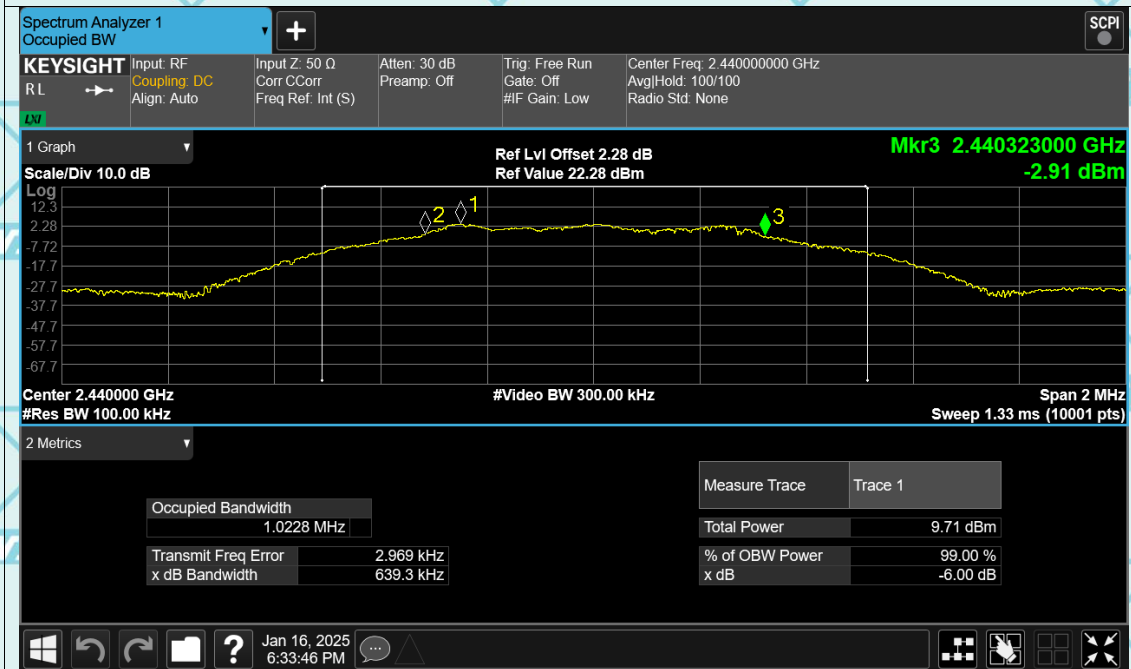 Spectrum Analyzer 1
Occupied BW
+
SCPI
KEYSIGHT
RL
LXI
Input: RF
Coupling: DC
Align: Auto
Input Z: 50 Ω
Corr CCorr
Freq Ref: Int (S)
Atten: 30 dB
Preamp: Off
Trig: Free Run
Gate: Off
#IF Gain: Low
Center Freq: 2.440000000 GHz
Avg|Hold: 100/100
Radio Std: None
1 Graph
Scale/Div 10.0 dB
Ref Lvl Offset 2.28 dB
Ref Value 22.28 dBm
Mkr3 2.440323000 GHz
-2.91 dBm
Log
12.3
2.28
-7.72
-17.7
-27.7
-37.7
-47.7
-57.7
-67.7
2
1
3
Center 2.440000 GHz
#Video BW 300.00 kHz
Span 2 MHz
#Res BW 100.00 kHz
Sweep 1.33 ms (10001 pts)
2 Metrics
Occupied Bandwidth
1.0228 MHz
Transmit Freq Error 2.969 kHz
x dB Bandwidth 639.3 kHz
Measure Trace Trace 1
Total Power 9.71 dBm
% of OBW Power 99.00 %
x dB -6.00 dB
?
Jan 16, 2025
6:33:46 PM